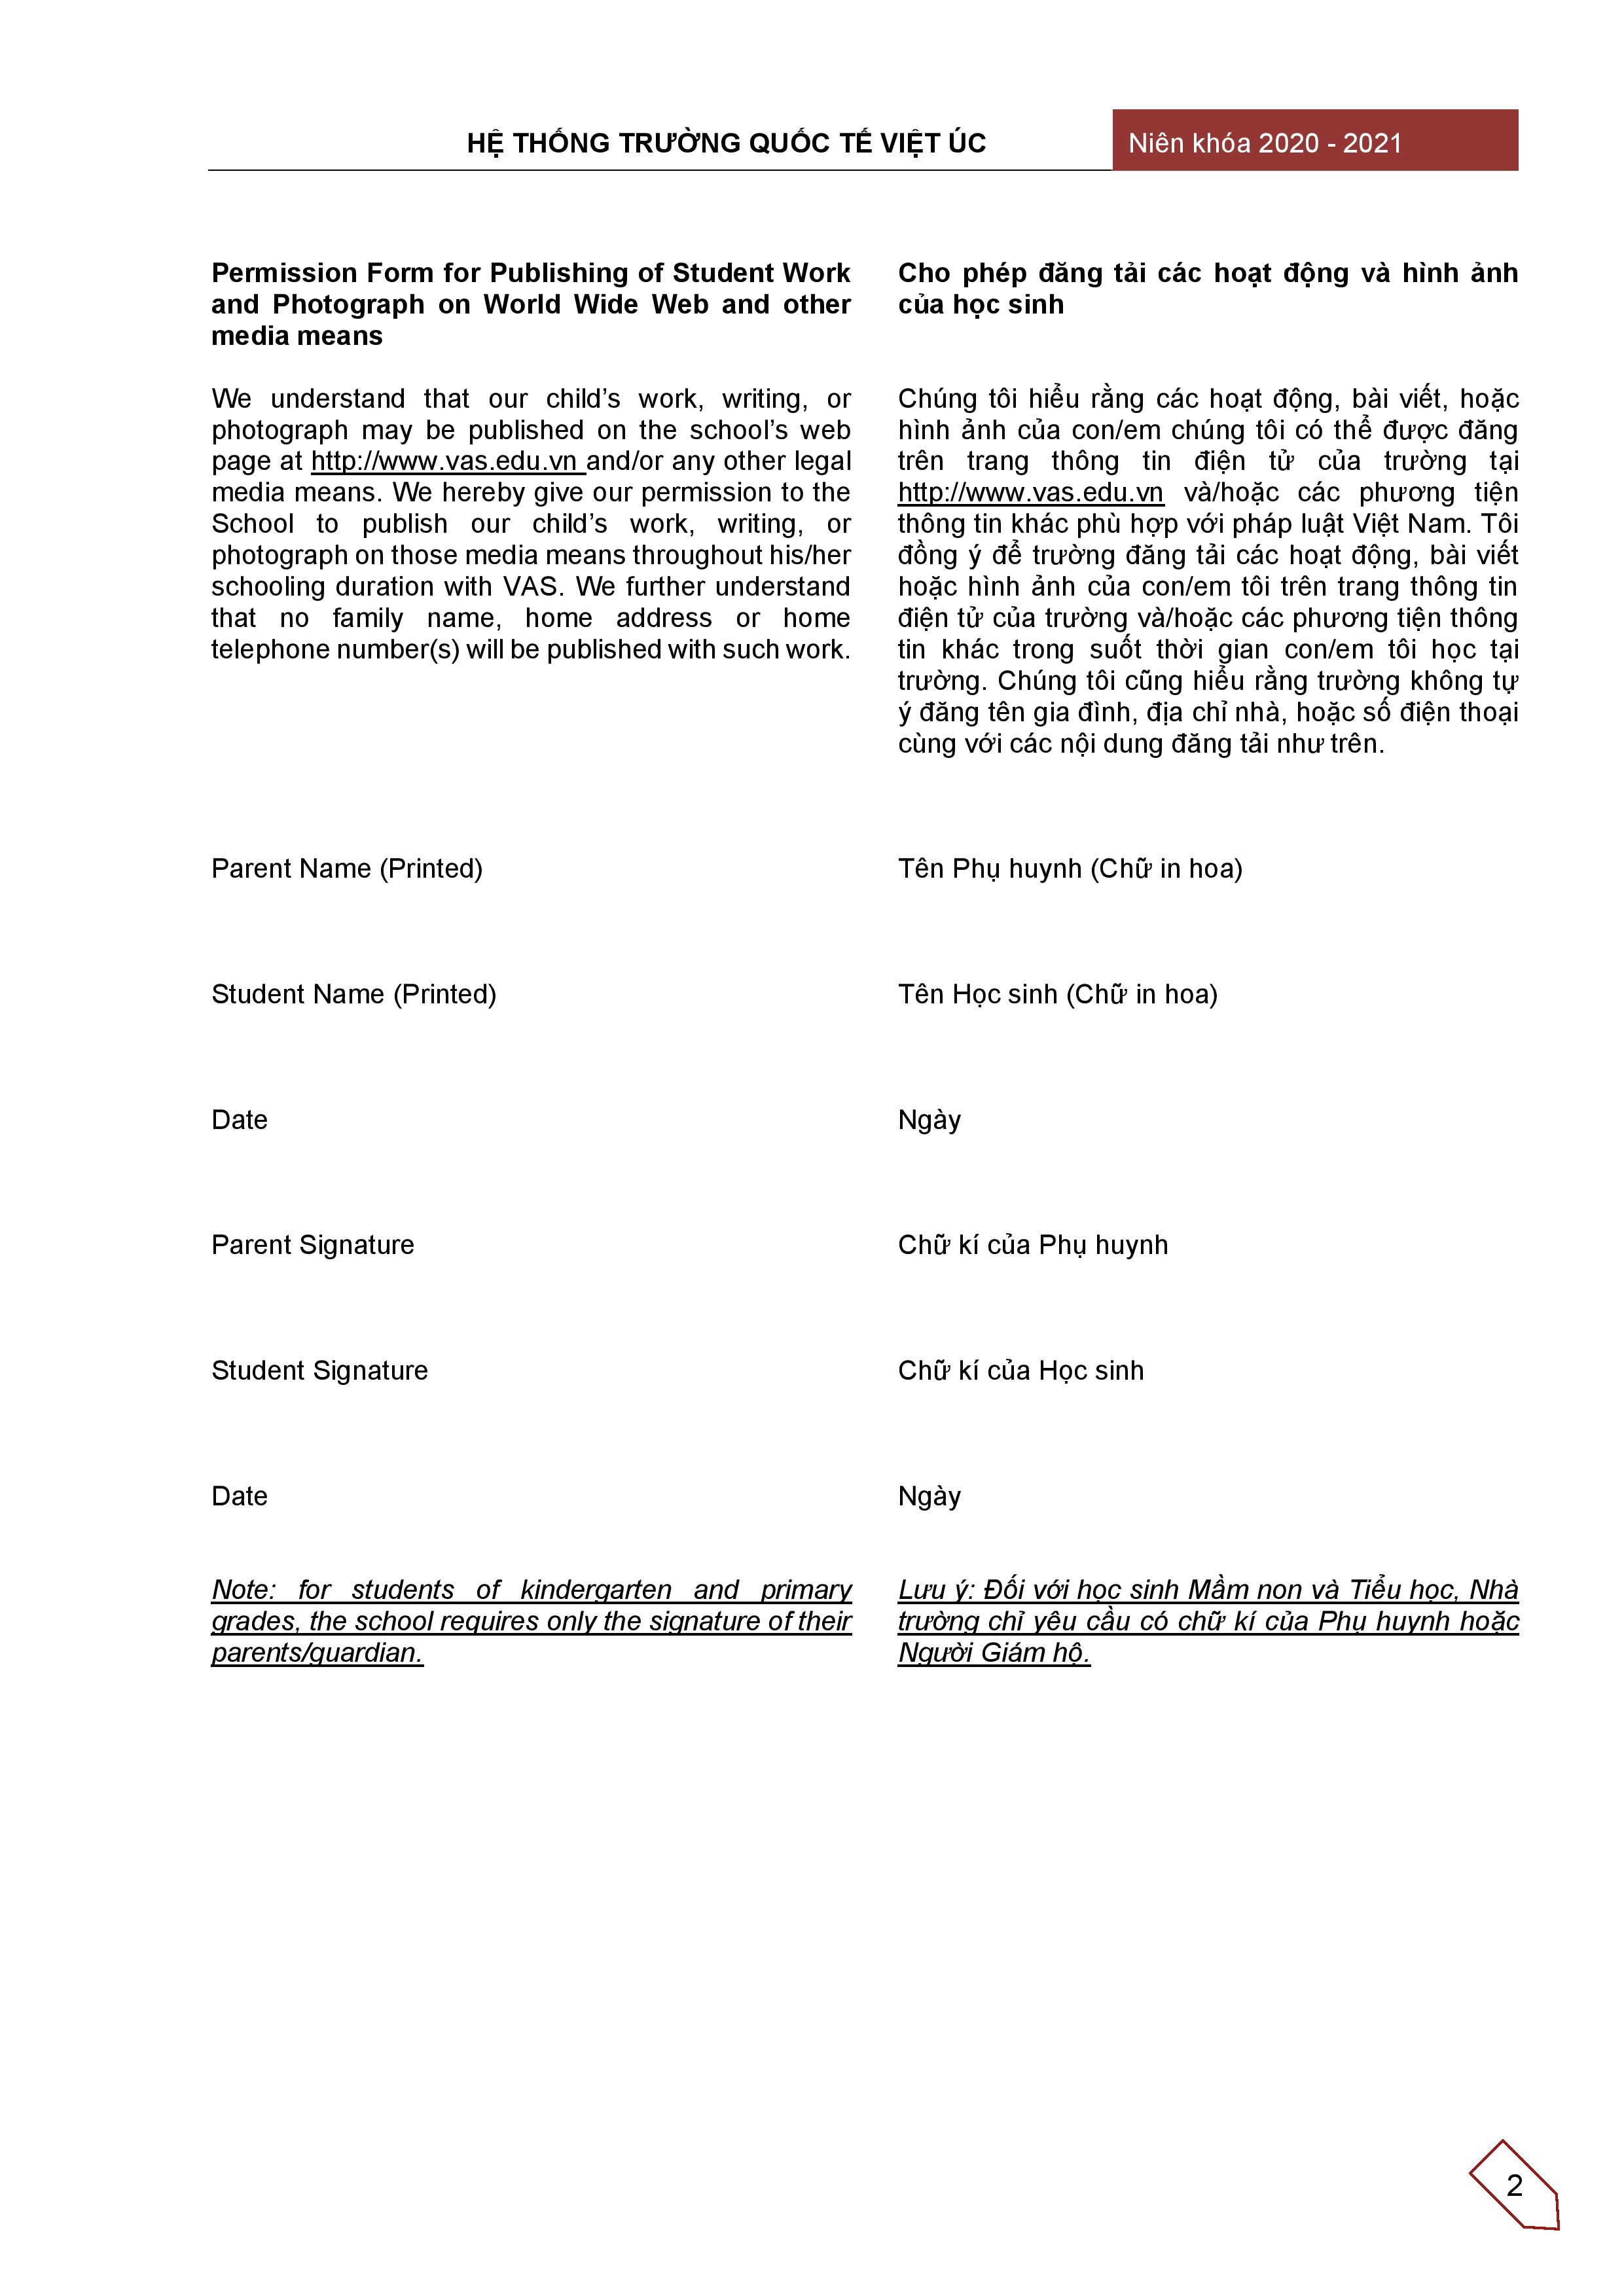 HỆ THỐNG TRƯỜNG QUỐC TẾ VIỆT ÚC
Niên khóa 2020 - 2021
Permission Form for Publishing of Student Work
and Photograph on World Wide Web and other
media means
We understand that our child’s work, writing, or
photograph may be published on the school’s web
page at http://www.vas.edu.vn and/or any other legal
media means. We hereby give our permission to the
School to publish our child’s work, writing, or
photograph on those media means throughout his/her
schooling duration with VAS. We further understand
that no family name, home address or home
telephone number(s) will be published with such work.
Cho phép đăng tải các hoạt động và hình ảnh
của học sinh
Chúng tôi hiểu rằng các hoạt động, bài viết, hoặc
hình ảnh của con/em chúng tôi có thể được đăng
trên trang thông tin điện tử của trường tại
http://www.vas.edu.vn và/hoặc các phương tiện
thông tin khác phù hợp với pháp luật Việt Nam. Tôi
đồng ý để trường đăng tải các hoạt động, bài viết
hoặc hình ảnh của con/em tôi trên trang thông tin
điện tử của trường và/hoặc các phương tiện thông
tin khác trong suốt thời gian con/em tôi học tại
trường. Chúng tôi cũng hiểu rằng trường không tự
ý đăng tên gia đình, địa chỉ nhà, hoặc số điện thoại
cùng với các nội dung đăng tải như trên.
Parent Name (Printed)
Tên Phụ huynh (Chữ in hoa)
Student Name (Printed)
Tên Học sinh (Chữ in hoa)
Date
Ngày
Parent Signature
Chữ kí của Phụ huynh
Student Signature
Chữ kí của Học sinh
Date
Ngày
Note: for students of kindergarten and primary
grades, the school requires only the signature of their
parents/guardian.
Lưu ý: Đối với học sinh Mầm non và Tiểu học, Nhà
trường chỉ yêu cầu có chữ kí của Phụ huynh hoặc
Người Giám hộ.
2